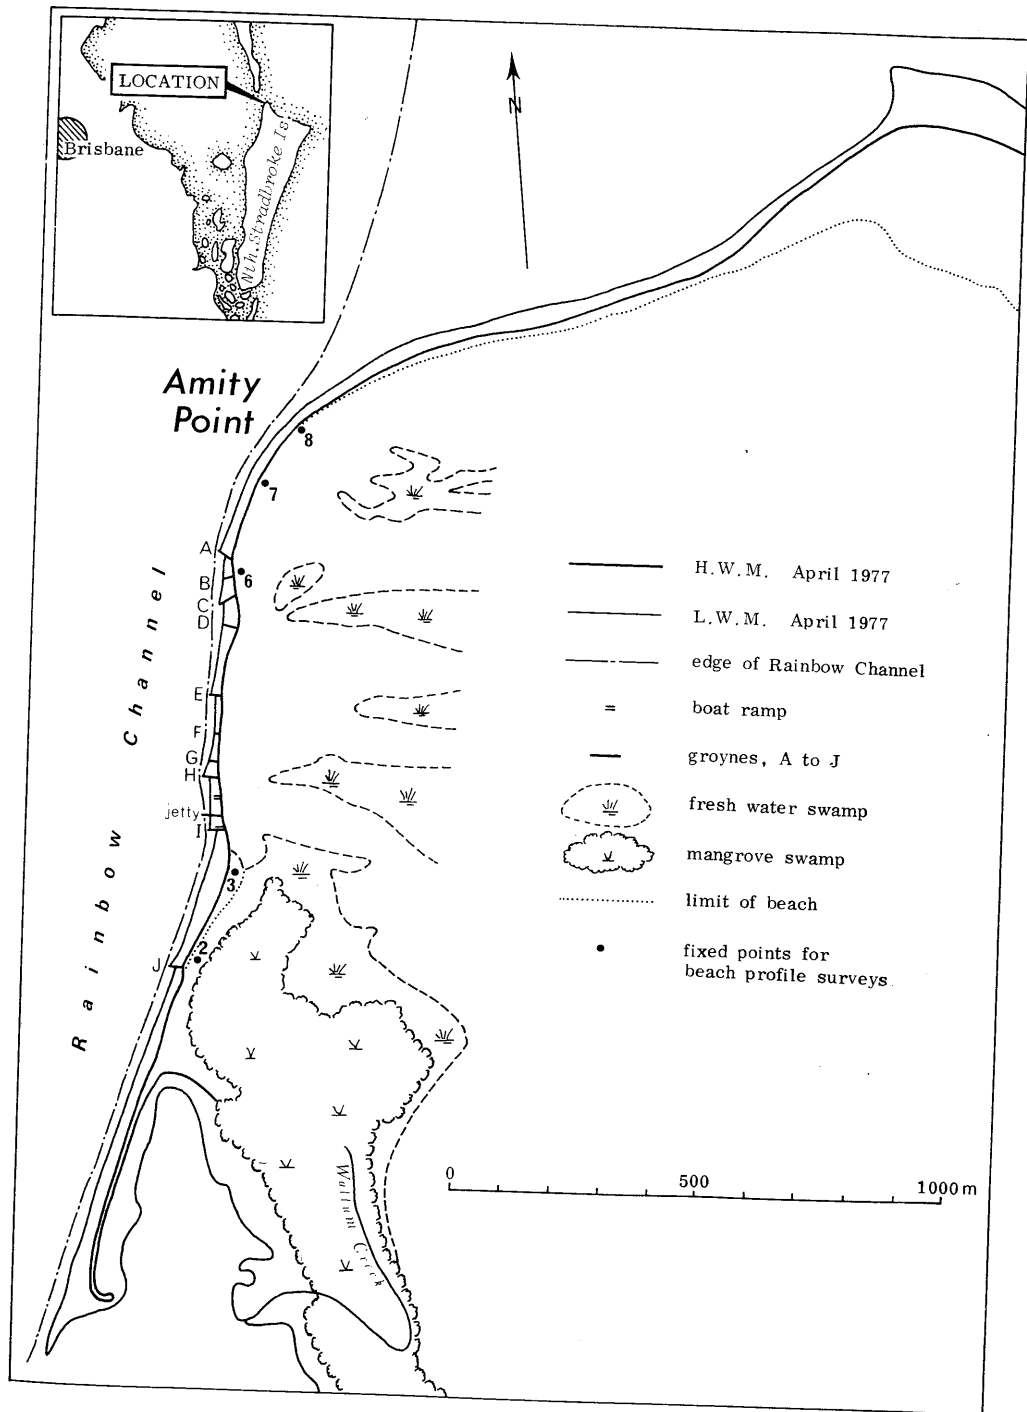 LOCATION
Brisbane
Nth. Stradbroke Is
N
Amity
Point
8
7
A
6
B
C
D
E
F
G
H
jetty
I
3
2
J
Rainbow Channel
Wallum Creek
H.W.M. April 1977
L.W.M. April 1977
edge of Rainbow Channel
boat ramp
groynes, A to J
fresh water swamp
mangrove swamp
limit of beach
fixed points for
beach profile surveys
0 500 1000 m